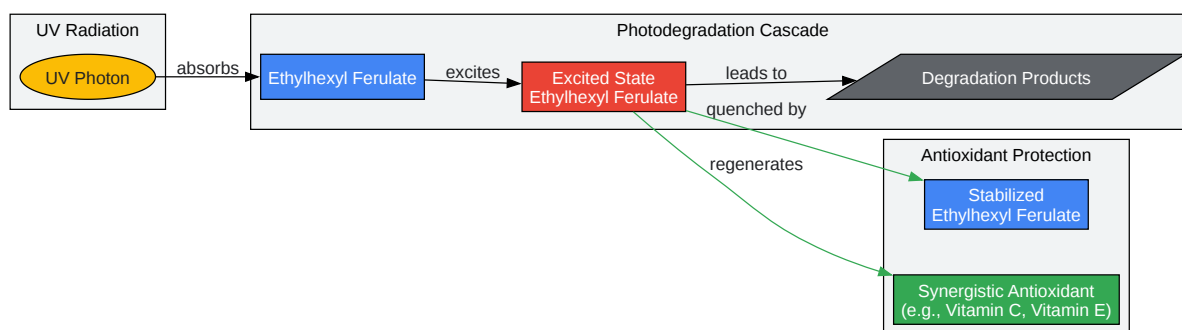 UV Radiation
UV Photon
absorbs
Photodegradation Cascade
Ethylhexyl Ferulate
excites
Excited State
Ethylhexyl Ferulate
leads to
Degradation Products
quenched by
regenerates
Antioxidant Protection
Stabilized
Ethylhexyl Ferulate
Synergistic Antioxidant
(e.g., Vitamin C, Vitamin E)